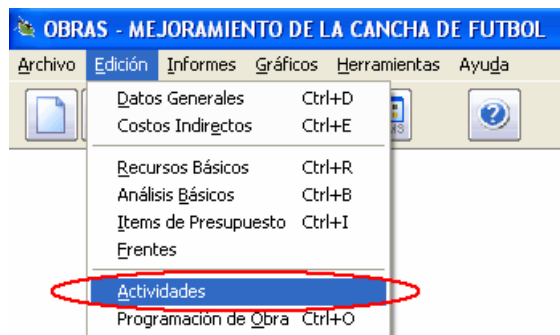 OBRAS - MEJORAMIENTO DE LA CANCHA DE FUTBOL
Archivo Edición Informes Gráficos Herramientas Ayuda
Datos Generales Ctrl+D
Costos Indirectos Ctrl+E
Recursos Básicos Ctrl+R
Análisis Básicos Ctrl+B
Items de Presupuesto Ctrl+I
Frentes
Actividades
Programación de Obra Ctrl+O